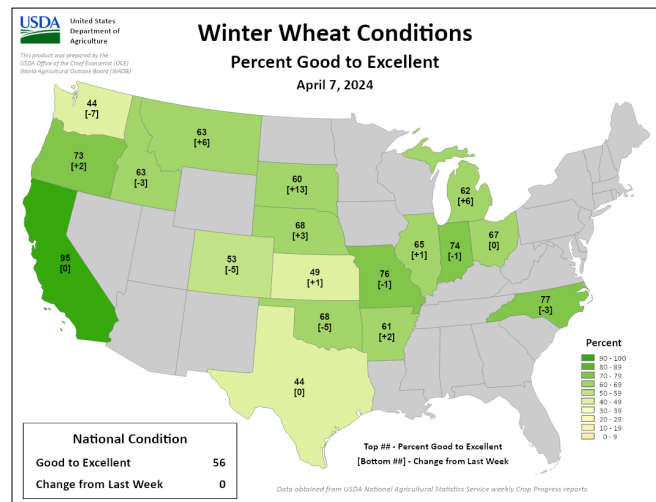 USDA
United States
Department of
Agriculture
This product was prepared by the
USDA Office of the Chief Economist (OCE)
World Agricultural Outlook Board (WAOB)
Winter Wheat Conditions
Percent Good to Excellent
April 7, 2024
44
[-7]
63
[+6]
73
[+2]
63
[-3]
60
[+13]
62
[+6]
68
[+3]
67
[0]
65
[+1]
74
[-1]
95
[0]
53
[-5]
49
[+1]
76
[-1]
77
[-3]
68
[-5]
61
[+2]
44
[0]
Percent
90 - 100
80 - 89
70 - 79
60 - 69
50 - 59
40 - 49
30 - 39
20 - 29
10 - 19
0 - 9
National Condition
Good to Excellent 56
Change from Last Week 0
Top ## - Percent Good to Excellent
[Bottom ##] - Change from Last Week
Data obtained from USDA National Agricultural Statistics Service weekly Crop Progress reports.